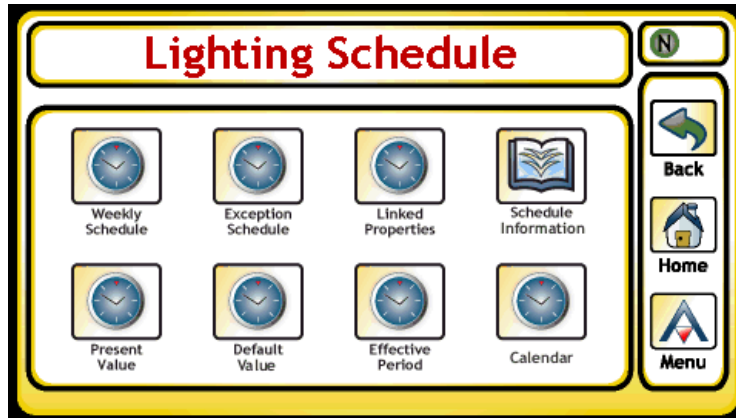 Lighting Schedule
N
Weekly
Schedule
Exception
Schedule
Linked
Properties
Schedule
Information
Present
Value
Default
Value
Effective
Period
Calendar
Back
Home
Menu